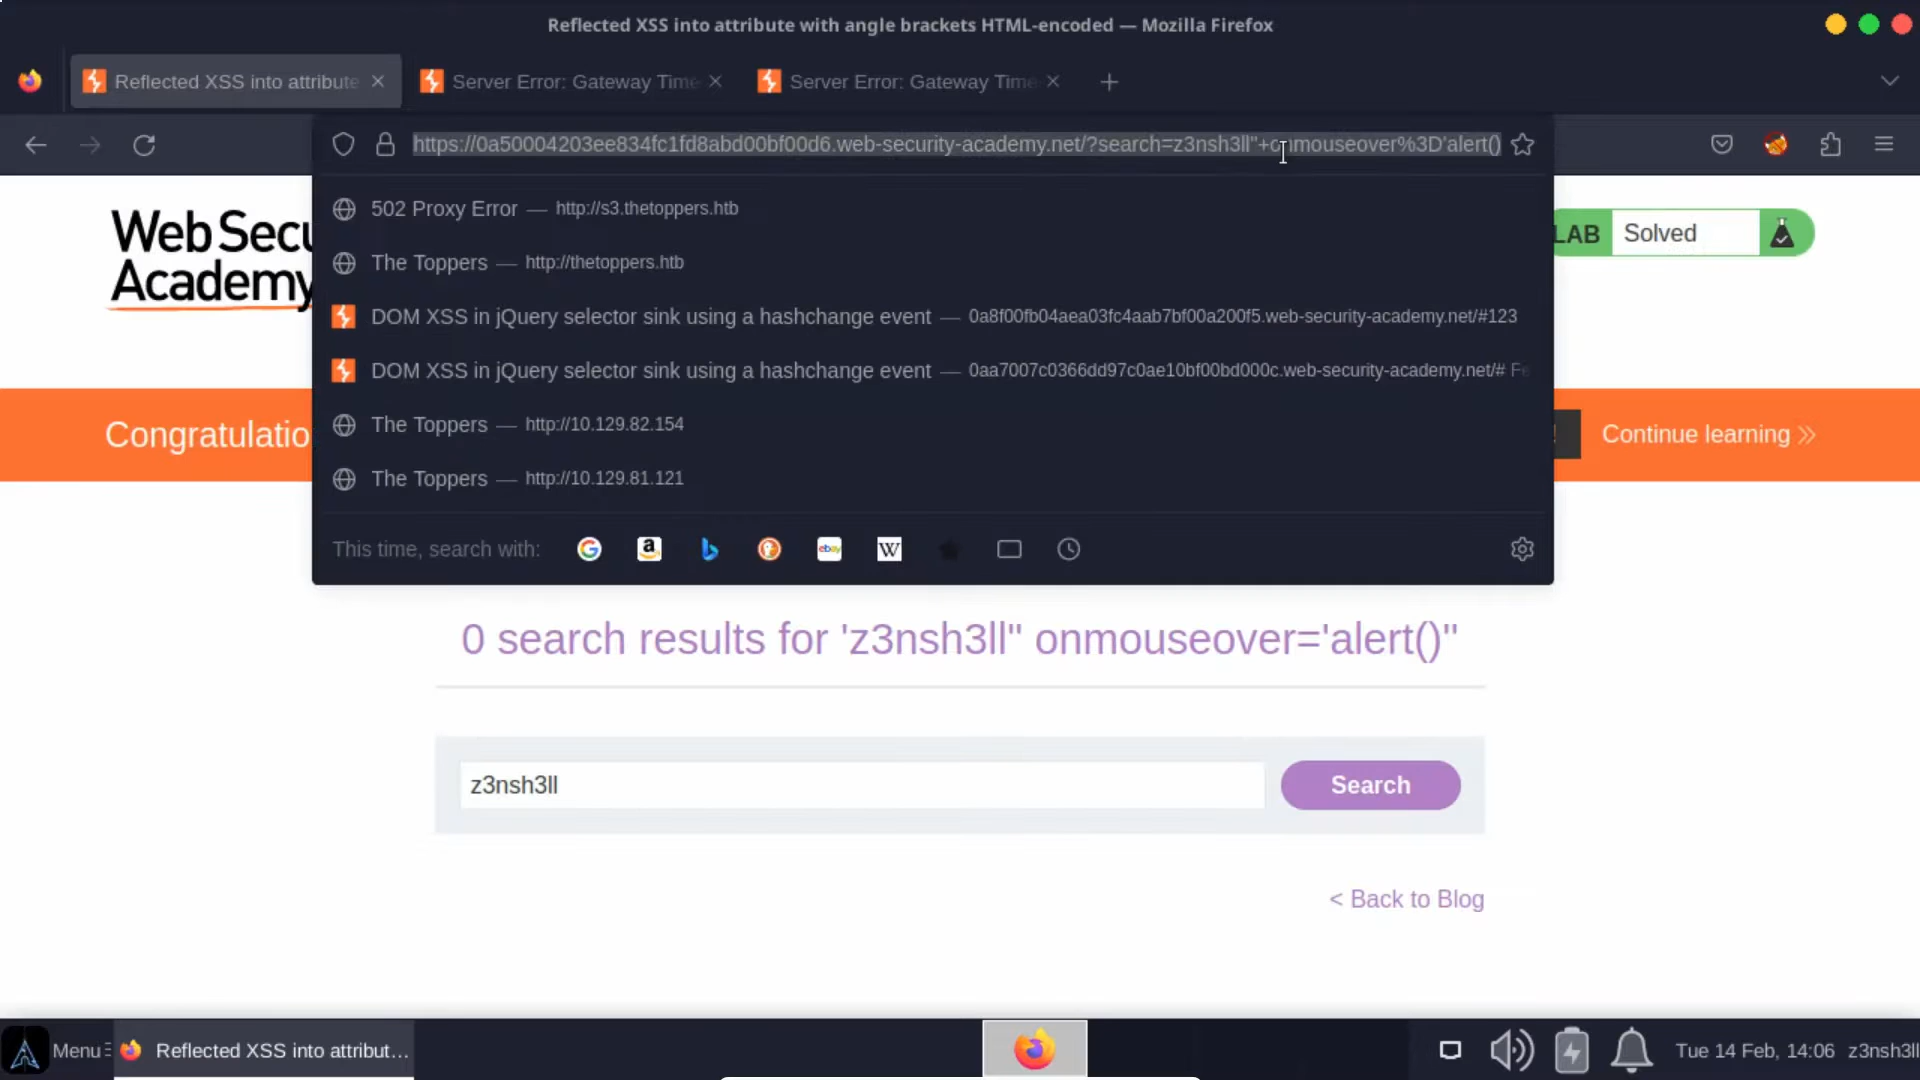 Reflected XSS into attribute with angle brackets HTML-encoded — Mozilla Firefox
Reflected XSS into attribute
Server Error: Gateway Time
Server Error: Gateway Time
https://0a50004203ee834fc1fd8abd00bf00d6.web-security-academy.net/?search=z3nsh3ll"+onmouseover%3D'alert()
502 Proxy Error — http://s3.thetoppers.htb
The Toppers — http://thetoppers.htb
DOM XSS in jQuery selector sink using a hashchange event — 0a8f00fb04aea03fc4aab7bf00a200f5.web-security-academy.net/#123
DOM XSS in jQuery selector sink using a hashchange event — 0aa7007c0366dd97c0ae10bf00bd000c.web-security-academy.net/# Fe
The Toppers — http://10.129.82.154
The Toppers — http://10.129.81.121
This time, search with:
Web Secu
Academy
LAB Solved
Congratulatio
! Continue learning >>
0 search results for 'z3nsh3ll" onmouseover='alert()''
z3nsh3ll
Search
< Back to Blog
Menu
Reflected XSS into attribut...
Tue 14 Feb, 14:06 z3nsh3ll